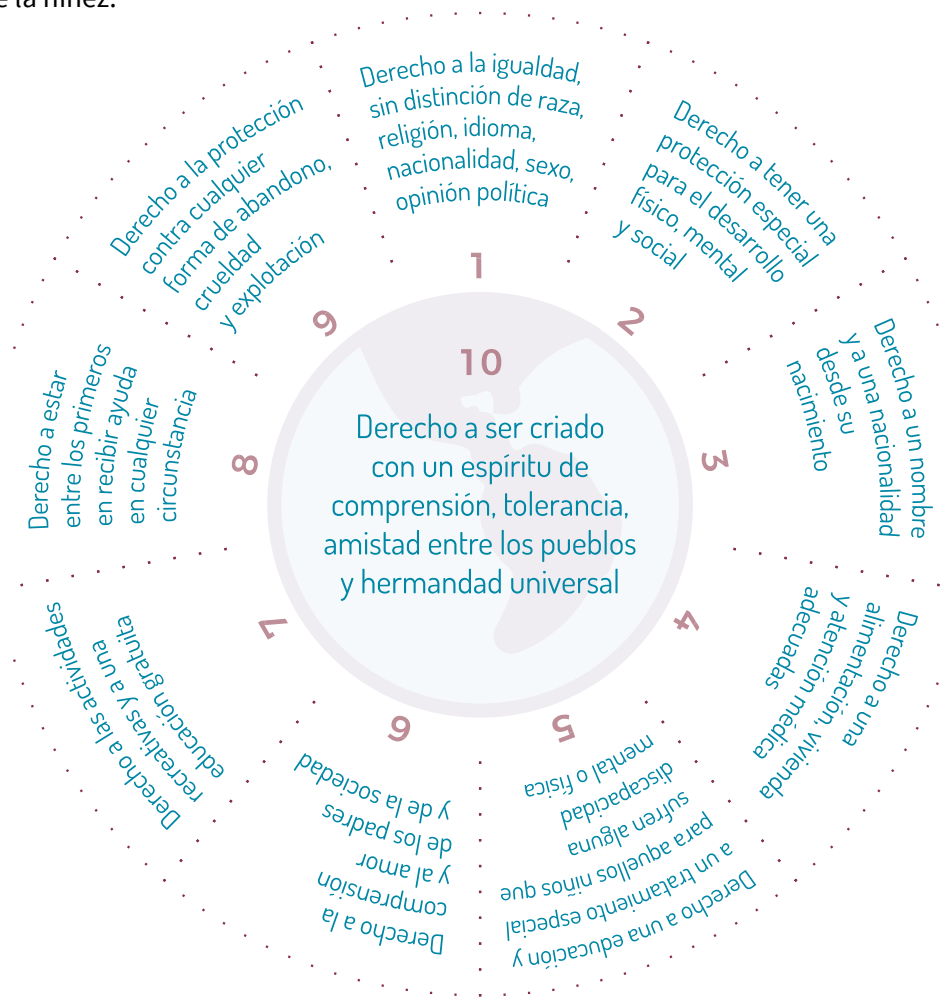 la niñez.
1
Derecho a la igualdad,
sin distinción de raza,
religión, idioma,
nacionalidad, sexo,
opinión política
2
Derecho a tener una
protección especial
para el desarrollo
físico, mental
y social
3
Derecho a un nombre
y a una nacionalidad
desde su
nacimiento
4
Derecho a una
alimentación, vivienda
y atención médica
adecuadas
5
Derecho a una educación y
a un tratamiento especial
para aquellos niños que
sufren alguna
discapacidad
mental o física
6
Derecho a la
comprensión
y al amor
de los padres
y de la sociedad
7
Derecho a las actividades
recreativas y a una
educación gratuita
8
Derecho a estar
entre los primeros
en recibir ayuda
en cualquier
circunstancia
9
Derecho a la protección
contra cualquier
forma de abandono,
crueldad
y explotación
10
Derecho a ser criado
con un espíritu de
comprensión, tolerancia,
amistad entre los pueblos
y hermandad universal